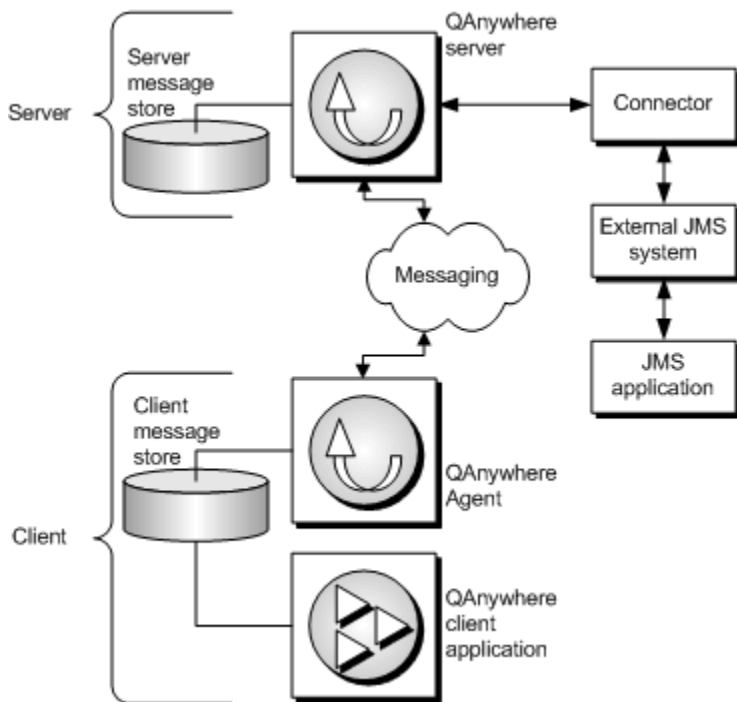 QAnywhere
server
Server
message
store
Server
Connector
External JMS
system
Messaging
JMS
application
Client
message
store
QAnywhere
Agent
Client
QAnywhere
client
application